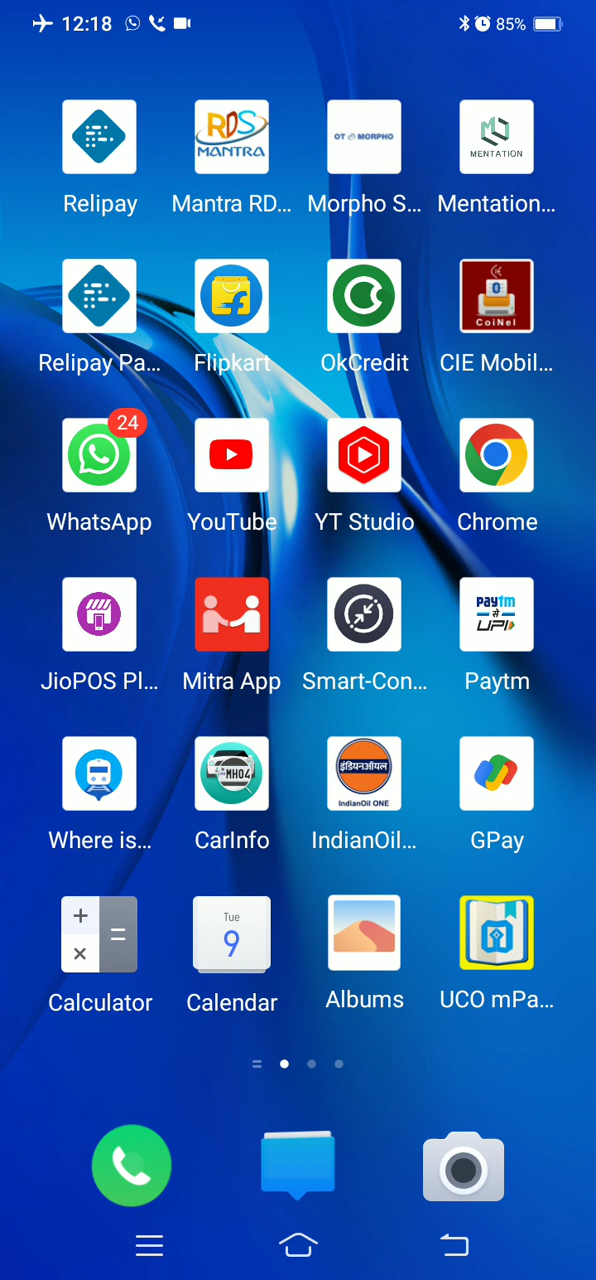 12:18
85%
RDS
MANTRA
OT MORPHO
MENTATION
Relipay
Mantra RD...
Morpho S...
Mentation...
CoiNel
Relipay Pa...
Flipkart
OkCredit
CIE Mobil...
24
WhatsApp
YouTube
YT Studio
Chrome
paytm
से
UPI
JioPOS Pl...
Mitra App
Smart-Con...
Paytm
MH04
इंडियनऑयल
IndianOil ONE
Where is...
CarInfo
IndianOil...
GPay
Tue
9
Calculator
Calendar
Albums
UCO mPa...